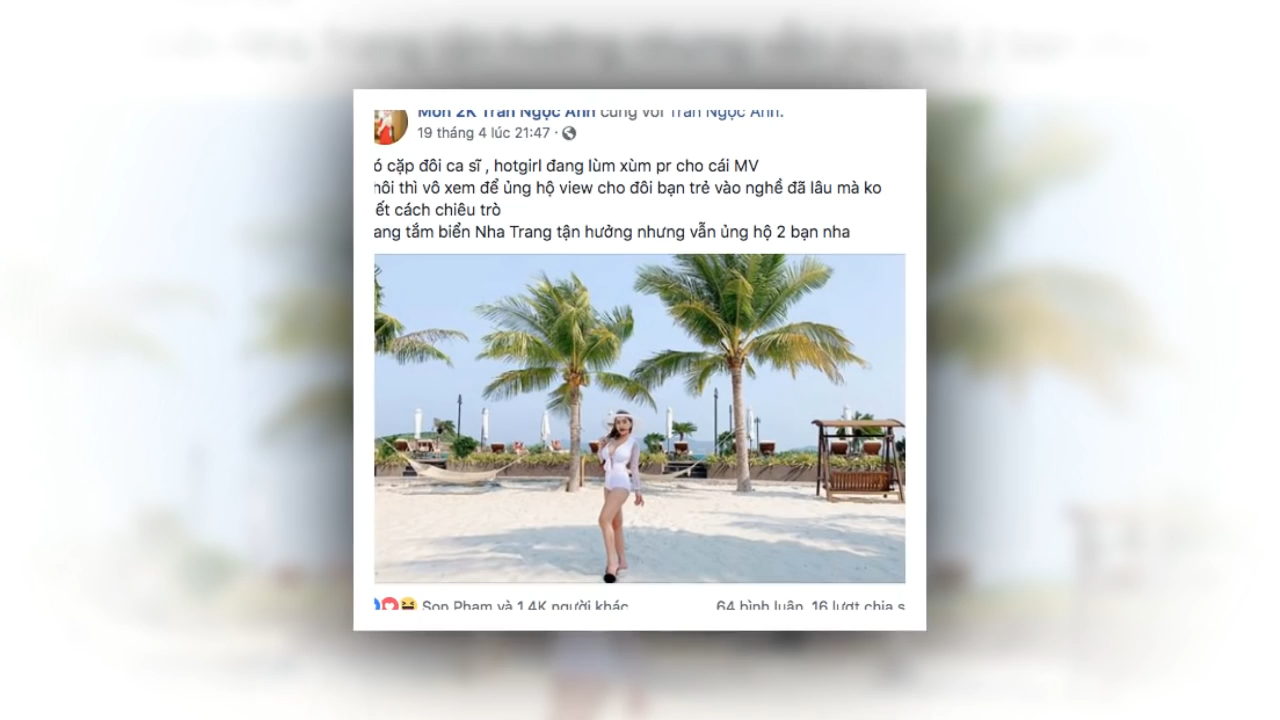 Mon 2K Trần Ngọc Anh cùng với Trần Ngọc Anh.
19 tháng 4 lúc 21:47 ·
ó cặp đôi ca sĩ , hotgirl đang lùm xùm pr cho cái MV
hôi thì vô xem để ủng hộ view cho đôi bạn trẻ vào nghề đã lâu mà ko
ết cách chiêu trò
ang tắm biển Nha Trang tận hưởng nhưng vẫn ủng hộ 2 bạn nha
Son Pham và 1,4K người khác
64 bình luận 16 lượt chia s